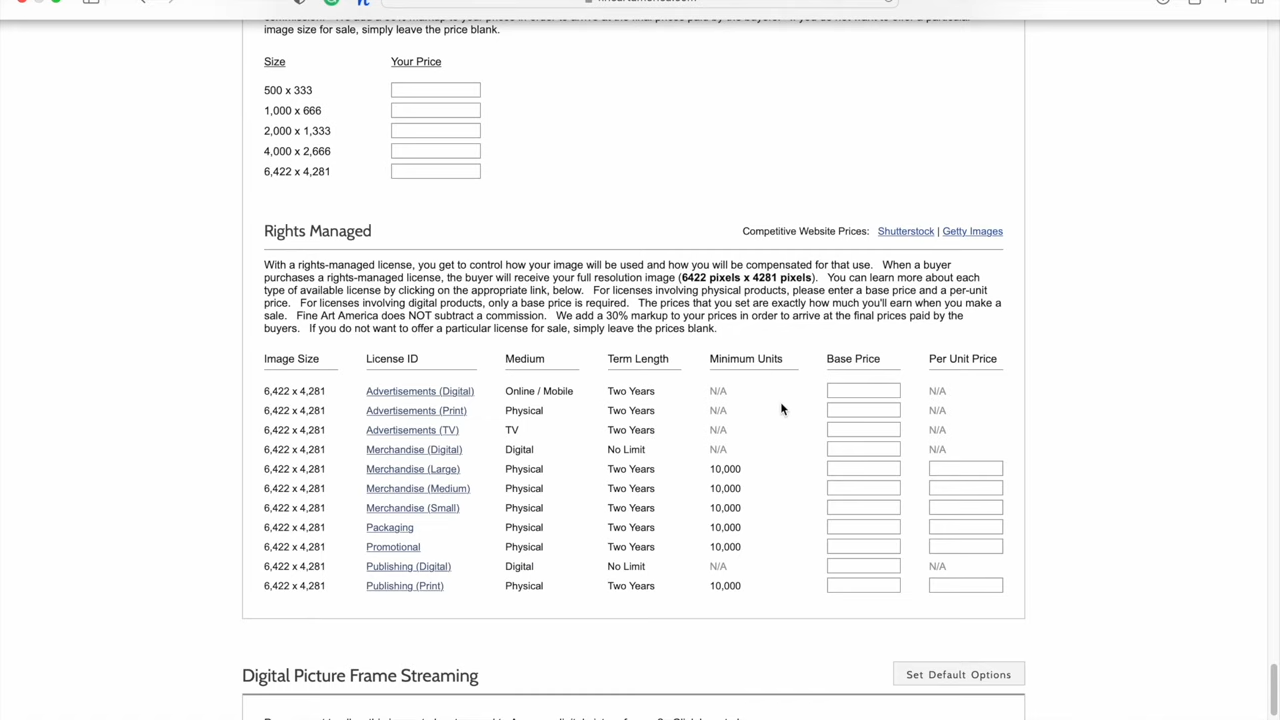 image size for sale, simply leave the price blank.
Size Your Price
500 x 333
1,000 x 666
2,000 x 1,333
4,000 x 2,666
6,422 x 4,281
Rights Managed Competitive Website Prices: Shutterstock | Getty Images
With a rights-managed license, you get to control how your image will be used and how you will be compensated for that use. When a buyer
purchases a rights-managed license, the buyer will receive your full resolution image (6422 pixels x 4281 pixels). You can learn more about each
type of available license by clicking on the appropriate link, below. For licenses involving physical products, please enter a base price and a per-unit
price. For licenses involving digital products, only a base price is required. The prices that you set are exactly how much you'll earn when you make a
sale. Fine Art America does NOT subtract a commission. We add a 30% markup to your prices in order to arrive at the final prices paid by the
buyers. If you do not want to offer a particular license for sale, simply leave the prices blank.
Image Size License ID Medium Term Length Minimum Units Base Price Per Unit Price
6,422 x 4,281 Advertisements (Digital) Online / Mobile Two Years N/A N/A
6,422 x 4,281 Advertisements (Print) Physical Two Years N/A N/A
6,422 x 4,281 Advertisements (TV) TV Two Years N/A N/A
6,422 x 4,281 Merchandise (Digital) Digital No Limit N/A N/A
6,422 x 4,281 Merchandise (Large) Physical Two Years 10,000
6,422 x 4,281 Merchandise (Medium) Physical Two Years 10,000
6,422 x 4,281 Merchandise (Small) Physical Two Years 10,000
6,422 x 4,281 Packaging Physical Two Years 10,000
6,422 x 4,281 Promotional Physical Two Years 10,000
6,422 x 4,281 Publishing (Digital) Digital No Limit N/A N/A
6,422 x 4,281 Publishing (Print) Physical Two Years 10,000
Digital Picture Frame Streaming Set Default Options